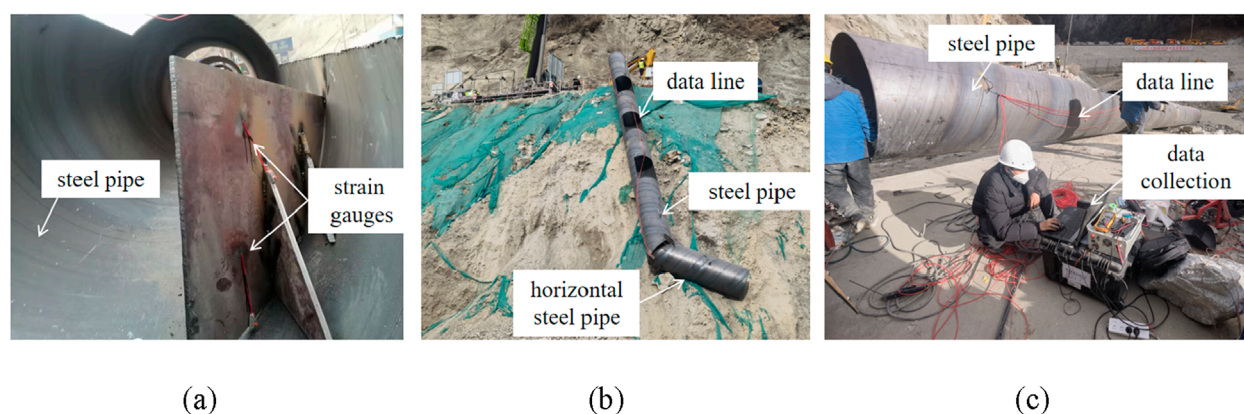 steel pipe
strain
gauges
data line
steel pipe
horizontal
steel pipe
steel pipe
data line
data
collection
(a)
(b)
(c)